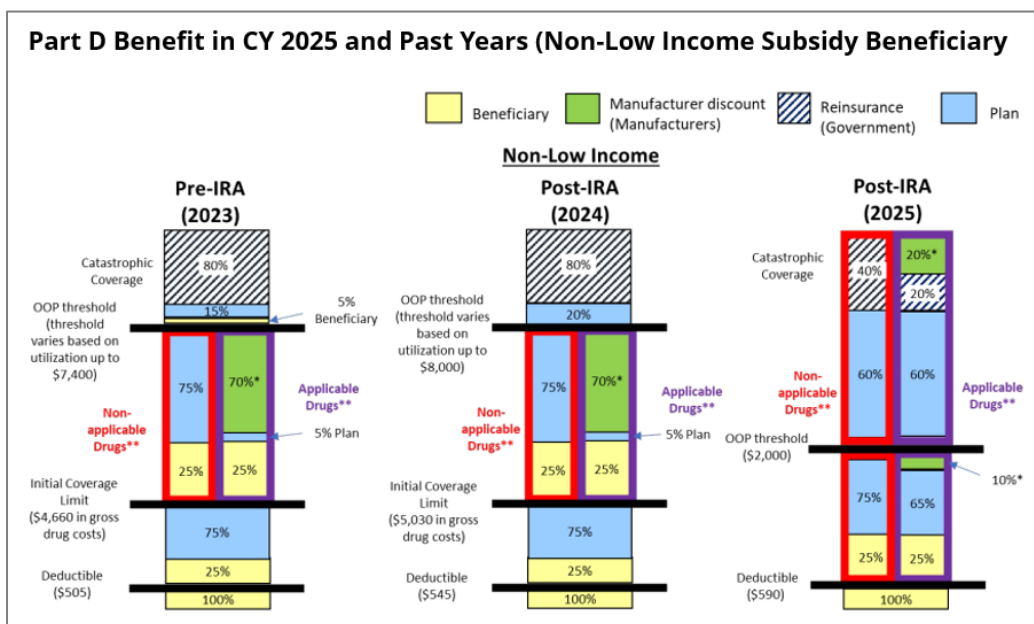 Part D Benefit in CY 2025 and Past Years (Non-Low Income Subsidy Beneficiary
Beneficiary
Manufacturer discount
(Manufacturers)
Reinsurance
(Government)
Plan
Non-Low Income
Pre-IRA
(2023)
Catastrophic
Coverage
80%
15%
5%
Beneficiary
OOP threshold
(threshold
varies based on
utilization up to
$7,400)
75%
70%*
Non-
applicable
Drugs**
Applicable
Drugs**
5% Plan
25%
25%
Initial Coverage
Limit
($4,660 in gross
drug costs)
75%
25%
Deductible
($505)
100%
Post-IRA
(2024)
80%
20%
OOP threshold
(threshold varies
based on
utilization up to
$8,000)
75%
70%*
Non-
applicable
Drugs**
Applicable
Drugs**
5% Plan
25%
25%
Initial Coverage
Limit
($5,030 in gross
drug costs)
75%
25%
Deductible
($545)
100%
Post-IRA
(2025)
Catastrophic
Coverage
40%
20%*
20%
60%
60%
Non-
applicable
Drugs**
Applicable
Drugs**
OOP threshold
($2,000)
10%*
75%
65%
25%
25%
Deductible
($590)
100%